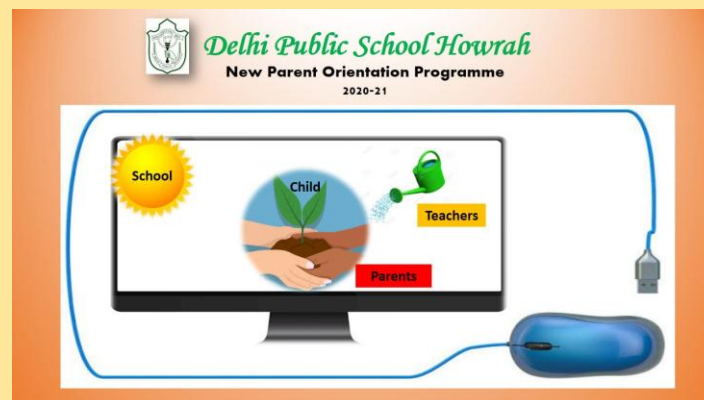 Delhi Public School Howrah
New Parent Orientation Programme
2020-21
School
Child
Teachers
Parents